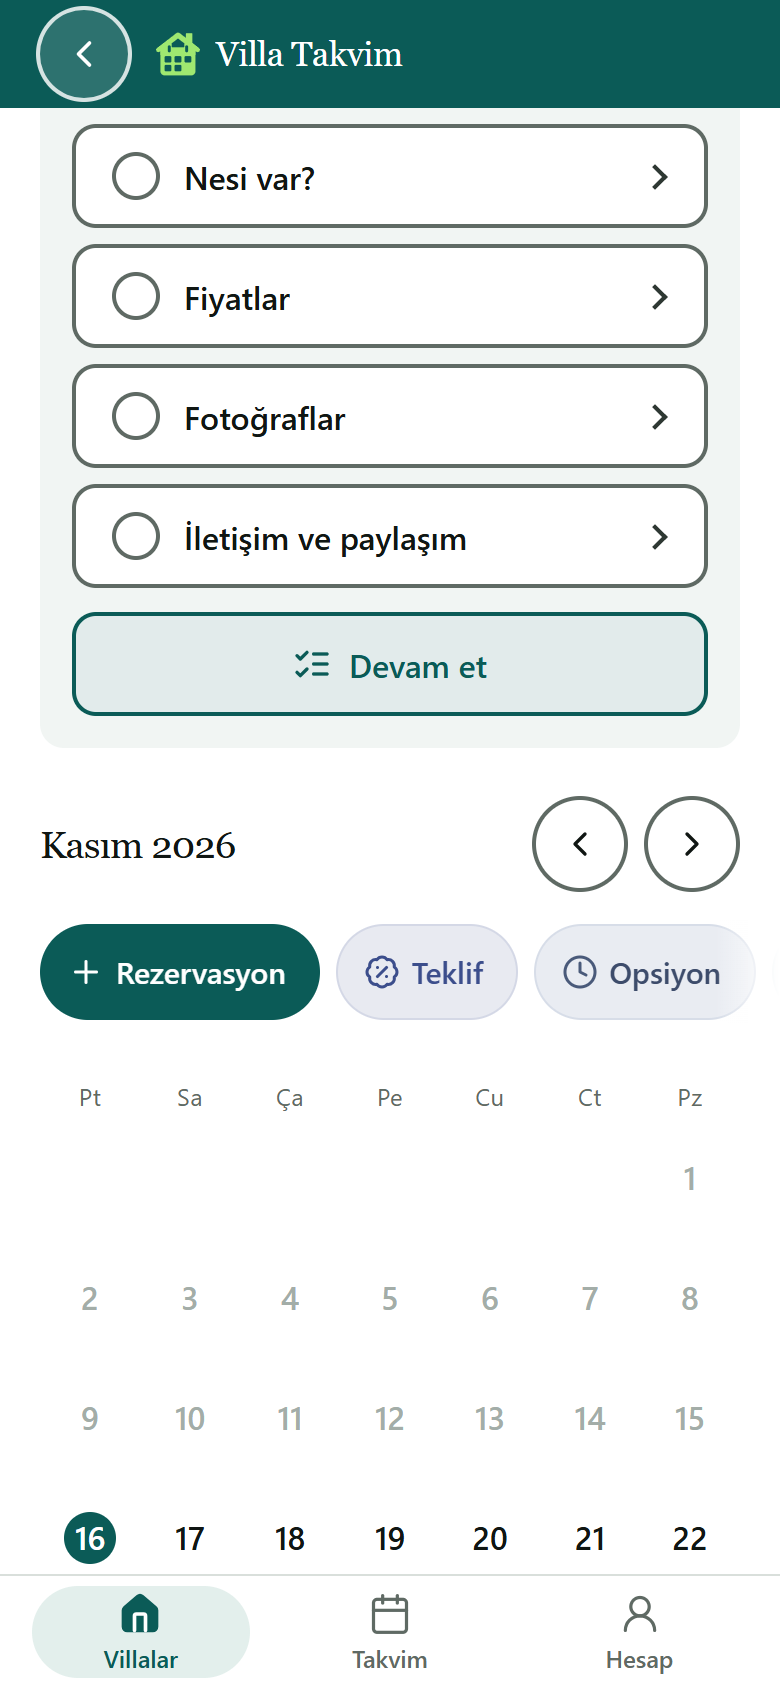 Villa Takvim
Nesi var?
Fiyatlar
Fotoğraflar
İletişim ve paylaşım
Devam et
Kasım 2026
Rezervasyon Teklif Opsiyon
Pt Sa Ça Pe Cu Ct Pz
1
2 3 4 5 6 7 8
9 10 11 12 13 14 15
16 17 18 19 20 21 22
Villalar Takvim Hesap